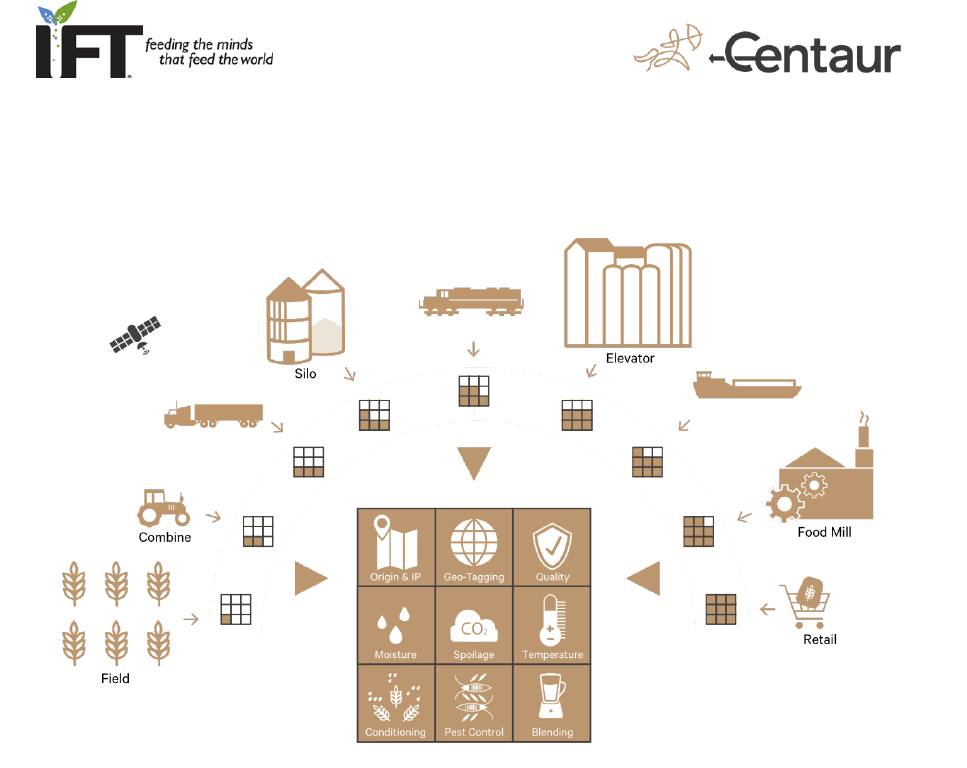 IFT
feeding the minds
that feed the world
Centaur
Elevator
Silo
Combine
Food Mill
Origin & IP
Geo-Tagging
Quality
Retail
Moisture
CO2
Spoilage
Temperature
Field
Conditioning
Pest Control
Blending